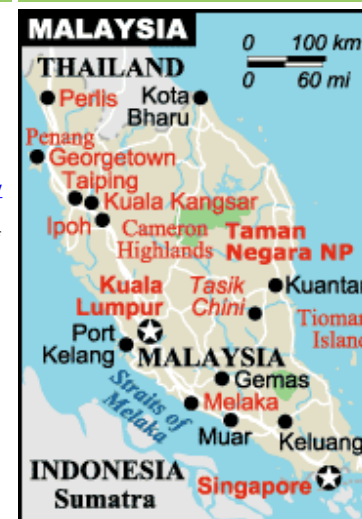 MALAYSIA
0 100 km
0 60 mi
THAILAND
Perlis
Kota
Bharu
Penang
Georgetown
Taiping
Kuala Kangsar
Ipoh
Cameron
Highlands
Taman
Negara NP
Kuala
Lumpur
Tasik
Chini
Kuantan
Tioman
Island
Port
Kelang
MALAYSIA
Gemas
Straits of
Melaka
Melaka
Muar
Keluang
INDONESIA
Sumatra
Singapore